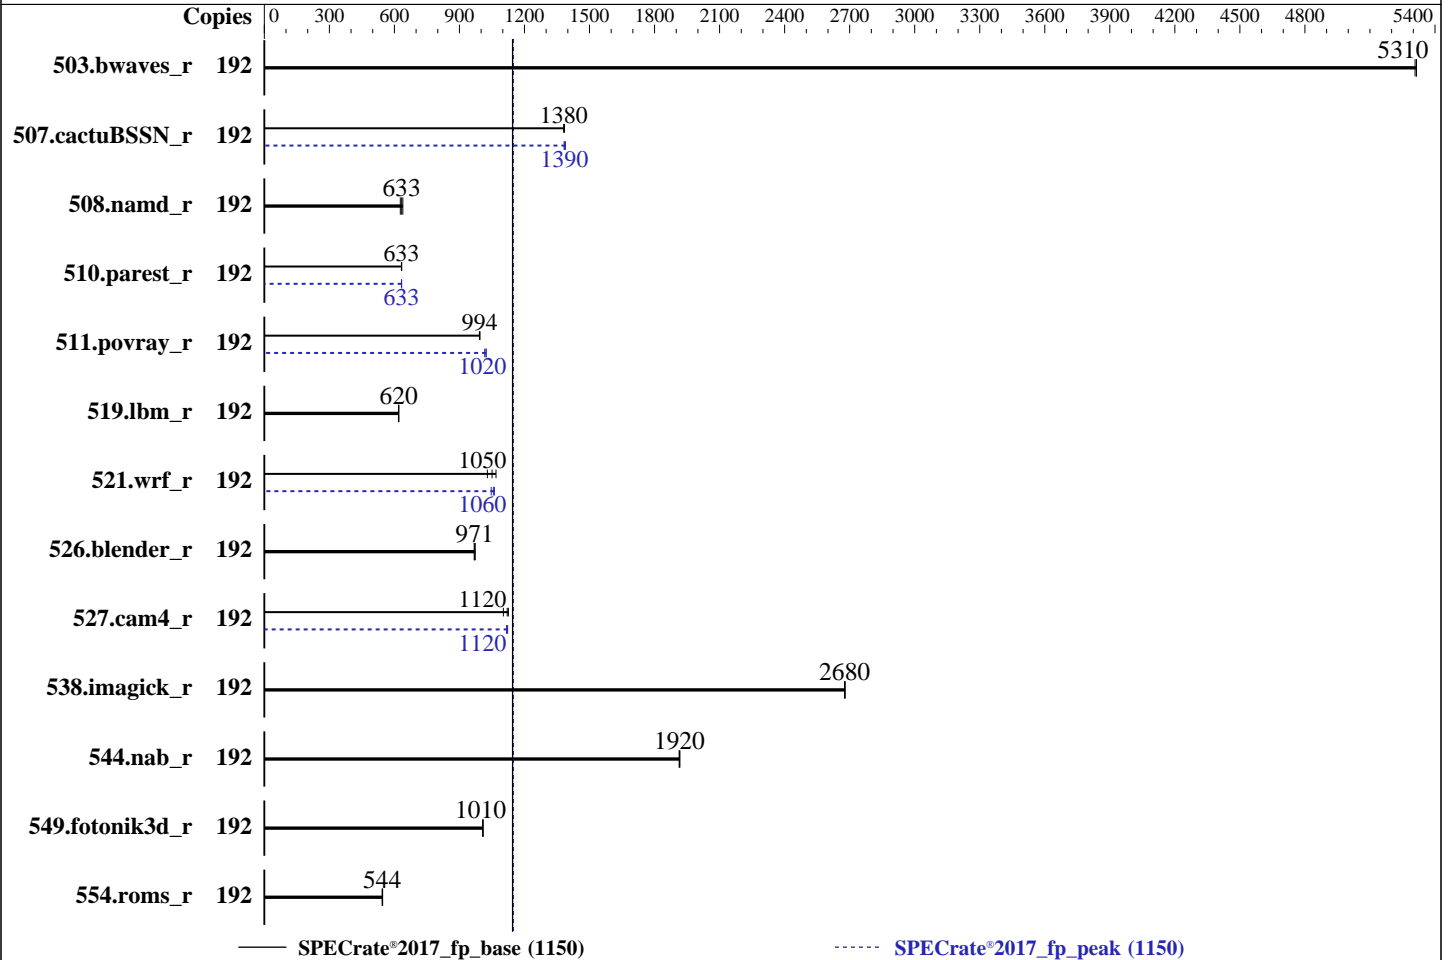 Copies 0 300 600 900 1200 1500 1800 2100 2400 2700 3000 3300 3600 3900 4200 4500 4800 5400
503.bwaves_r 192 5310
507.cactuBSSN_r 192 1380
1390
508.namd_r 192 633
510.parest_r 192 633
633
511.povray_r 192 994
1020
519.lbm_r 192 620
521.wrf_r 192 1050
1060
526.blender_r 192 971
527.cam4_r 192 1120
1120
538.imagick_r 192 2680
544.nab_r 192 1920
549.fotonik3d_r 192 1010
554.roms_r 192 544
SPECrate®2017_fp_base (1150) SPECrate®2017_fp_peak (1150)